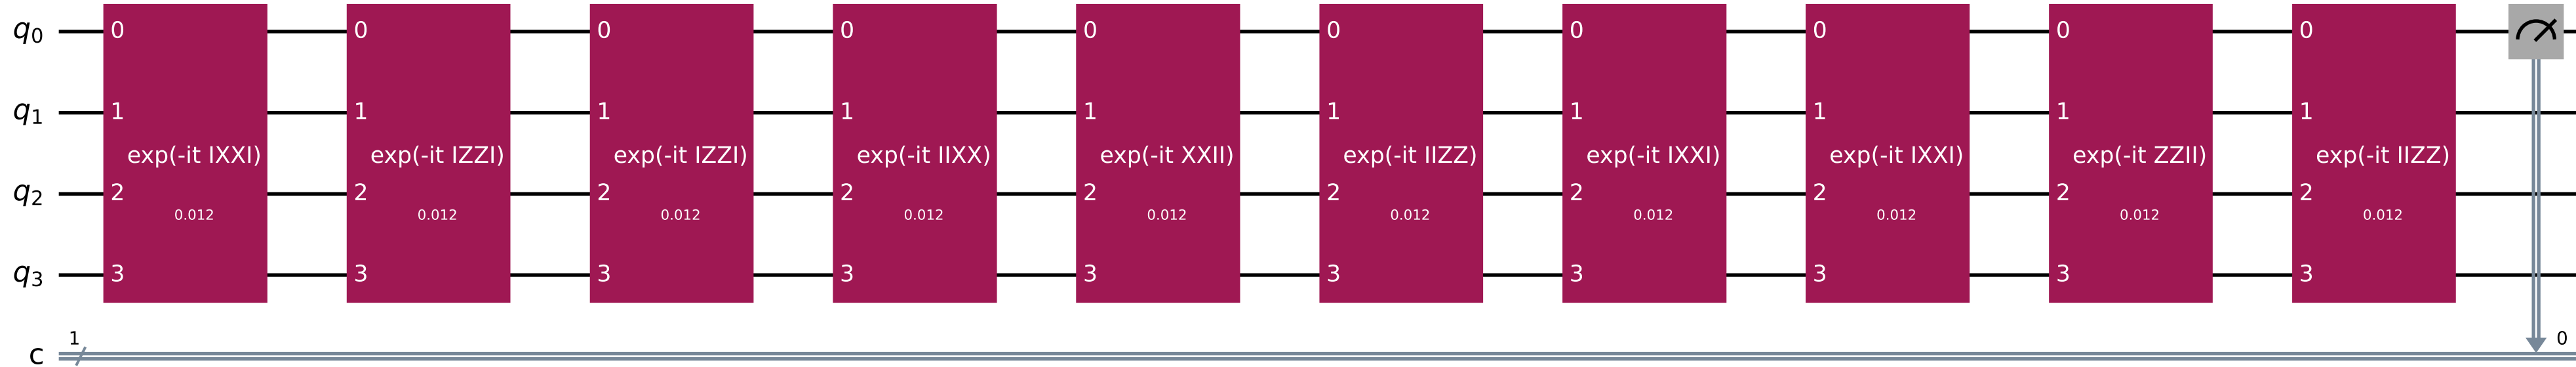 q0 0 0 0 0 0 0 0 0 0 0
q1 1 1 1 1 1 1 1 1 1 1
exp(-it IXXI) exp(-it IZZI) exp(-it IZZI) exp(-it IIXX) exp(-it XXII) exp(-it IIZZ) exp(-it IXXI) exp(-it IXXI) exp(-it ZZII) exp(-it IIZZ)
q2 2 2 2 2 2 2 2 2 2 2
0.012 0.012 0.012 0.012 0.012 0.012 0.012 0.012 0.012 0.012
q3 3 3 3 3 3 3 3 3 3 3
1 0
c